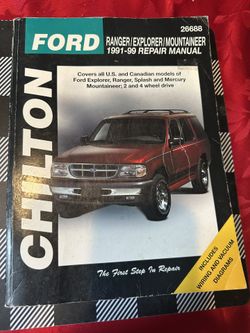 26688
FORD
RANGER/EXPLORER/MOUNTAINEER
1991-99 REPAIR MANUAL
Covers all U.S. and Canadian models of
Ford Explorer, Ranger, Splash and Mercury
Mountaineer; 2 and 4 wheel drive
CHILTON
INCLUDES
WIRING AND VACUUM
DIAGRAMS
The First Step In Repair